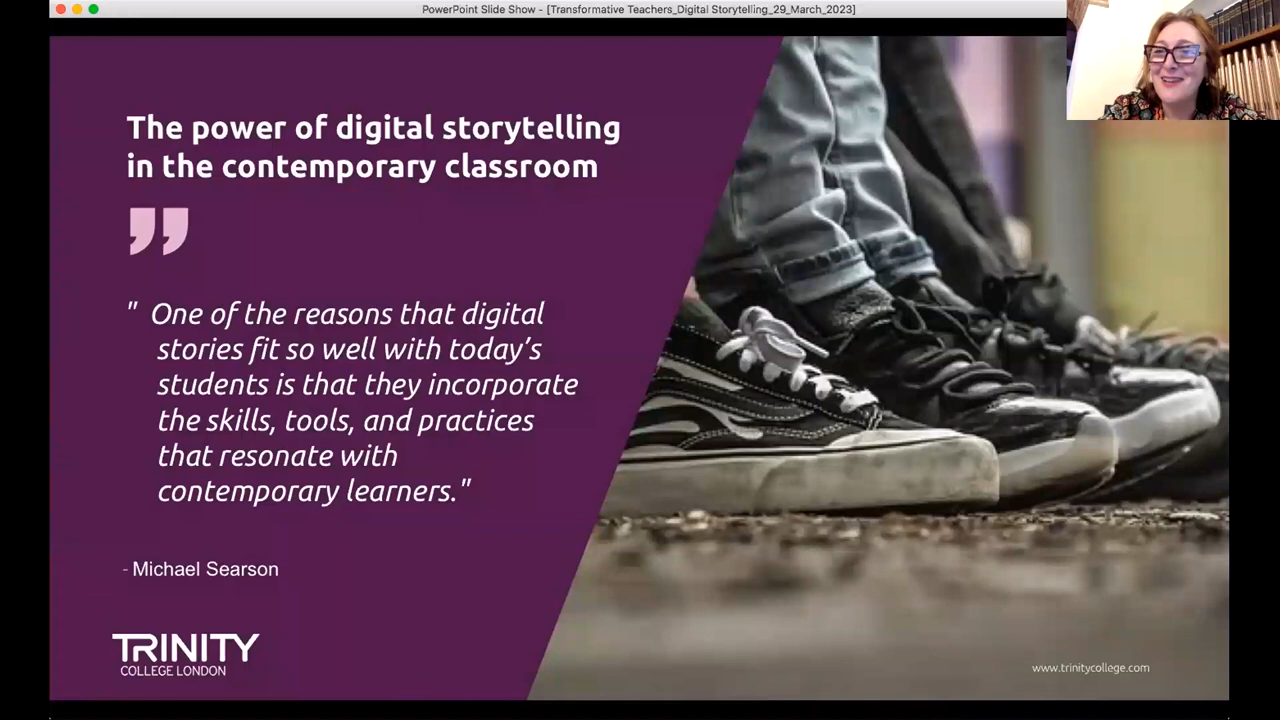 PowerPoint Slide Show - [Transformative Teachers_Digital Storytelling_29_March_2023]
The power of digital storytelling
in the contemporary classroom
”
" One of the reasons that digital
stories fit so well with today’s
students is that they incorporate
the skills, tools, and practices
that resonate with
contemporary learners."
- Michael Searson
TRINITY
COLLEGE LONDON
www.trinitycollege.com